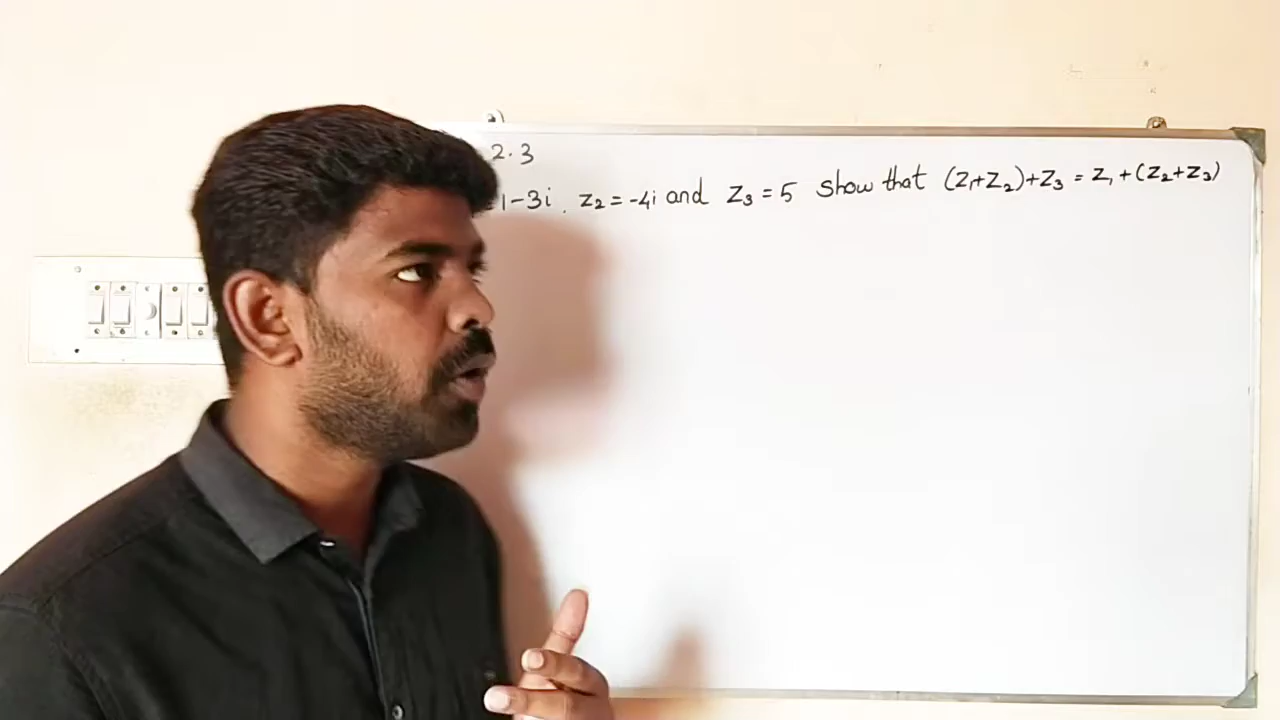 2.3
=1-3i, z₂ = -4i and z₃ = 5 show that (z₁+z₂)+z₃ = z₁+(z₂+z₃)